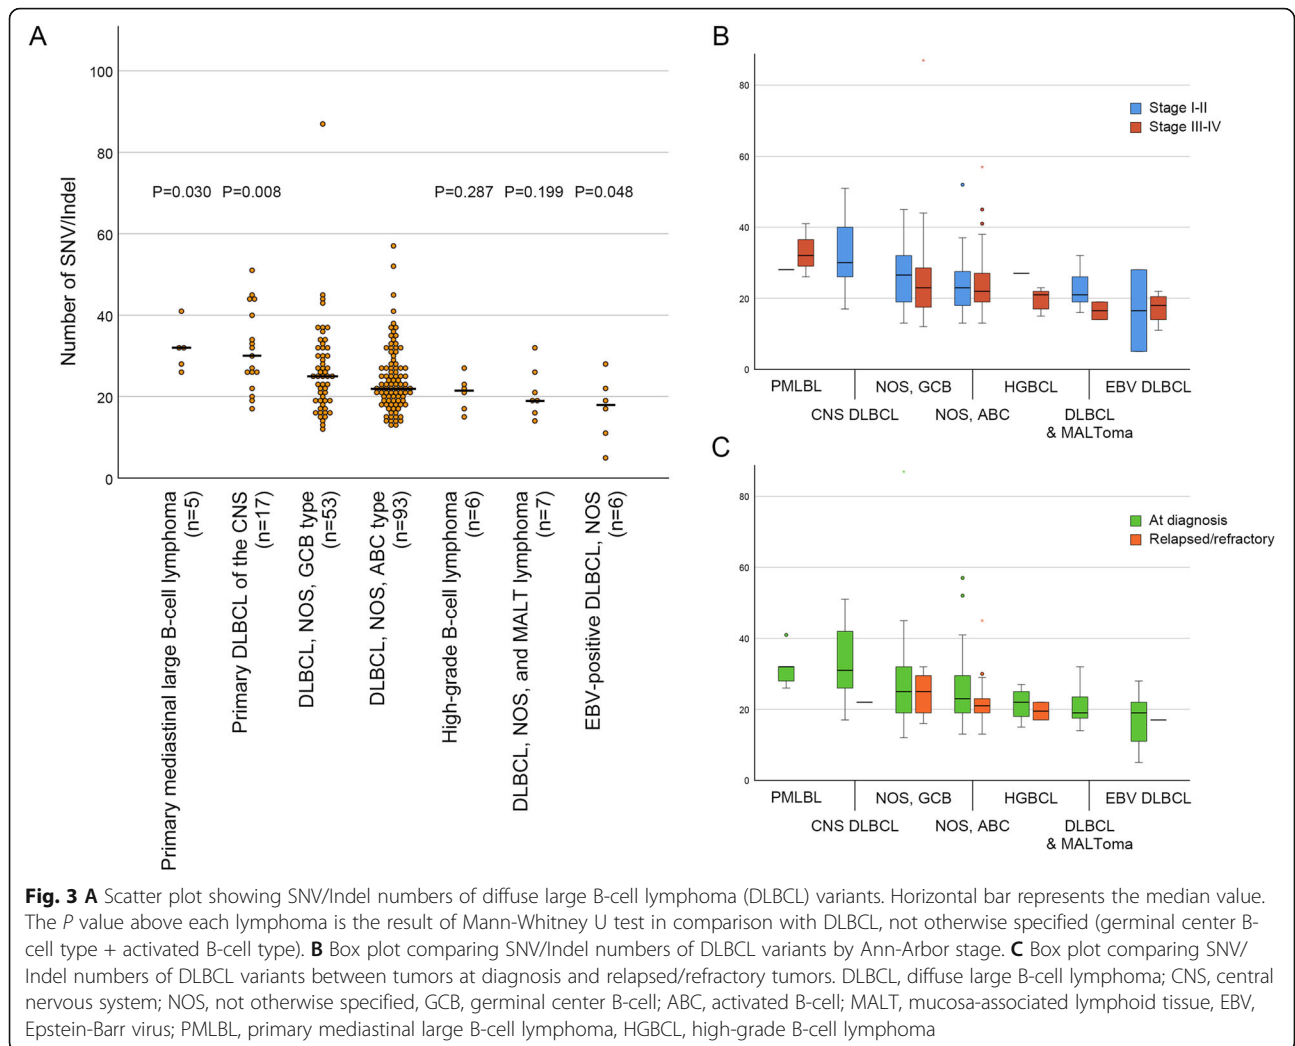 A
Number of SNV/Indel
100
80
60
40
20
0
P=0.030 P=0.008 P=0.287 P=0.199 P=0.048
Primary mediastinal large B-cell lymphoma
(n=5)
Primary DLBCL of the CNS
(n=17)
DLBCL, NOS, GCB type
(n=53)
DLBCL, NOS, ABC type
(n=93)
High-grade B-cell lymphoma
(n=6)
DLBCL, NOS, and MALT lymphoma
(n=7)
EBV-positive DLBCL, NOS
(n=6)
B
80
60
40
20
0
Stage I-II
Stage III-IV
PMLBL NOS, GCB HGBCL EBV DLBCL
CNS DLBCL NOS, ABC DLBCL
& MALToma
C
80
60
40
20
0
At diagnosis
Relapsed/refractory
PMLBL NOS, GCB HGBCL EBV DLBCL
CNS DLBCL NOS, ABC DLBCL
& MALToma
Fig. 3 A Scatter plot showing SNV/Indel numbers of diffuse large B-cell lymphoma (DLBCL) variants. Horizontal bar represents the median value.
The P value above each lymphoma is the result of Mann-Whitney U test in comparison with DLBCL, not otherwise specified (germinal center B-
cell type + activated B-cell type). B Box plot comparing SNV/Indel numbers of DLBCL variants by Ann-Arbor stage. C Box plot comparing SNV/
Indel numbers of DLBCL variants between tumors at diagnosis and relapsed/refractory tumors. DLBCL, diffuse large B-cell lymphoma; CNS, central
nervous system; NOS, not otherwise specified, GCB, germinal center B-cell; ABC, activated B-cell; MALT, mucosa-associated lymphoid tissue, EBV,
Epstein-Barr virus; PMLBL, primary mediastinal large B-cell lymphoma, HGBCL, high-grade B-cell lymphoma